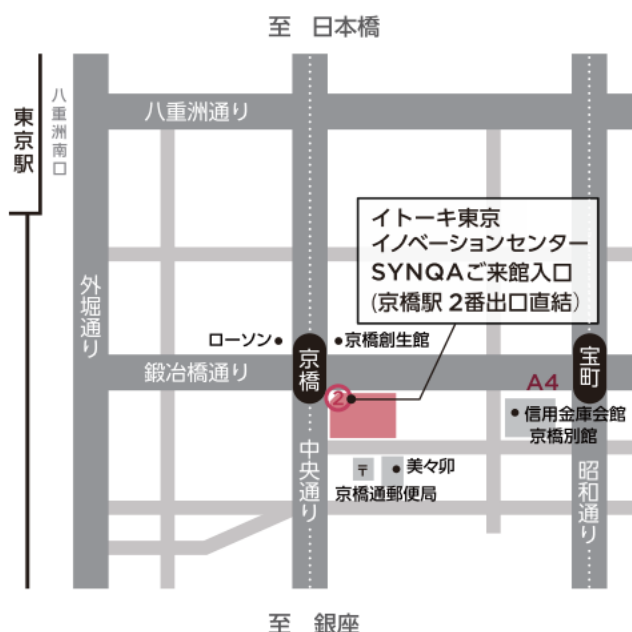 至 日本橋
八重洲南口
東京駅
八重洲通り
イトーキ東京
イノベーションセンター
SYNQAご来館入口
(京橋駅 2番出口直結)
外堀通り
ローソン
京橋
京橋創生館
宝町
鍛冶橋通り
A4
2
信用金庫会館
京橋別館
中央通り
〒
美々卯
京橋通郵便局
昭和通り
至 銀座